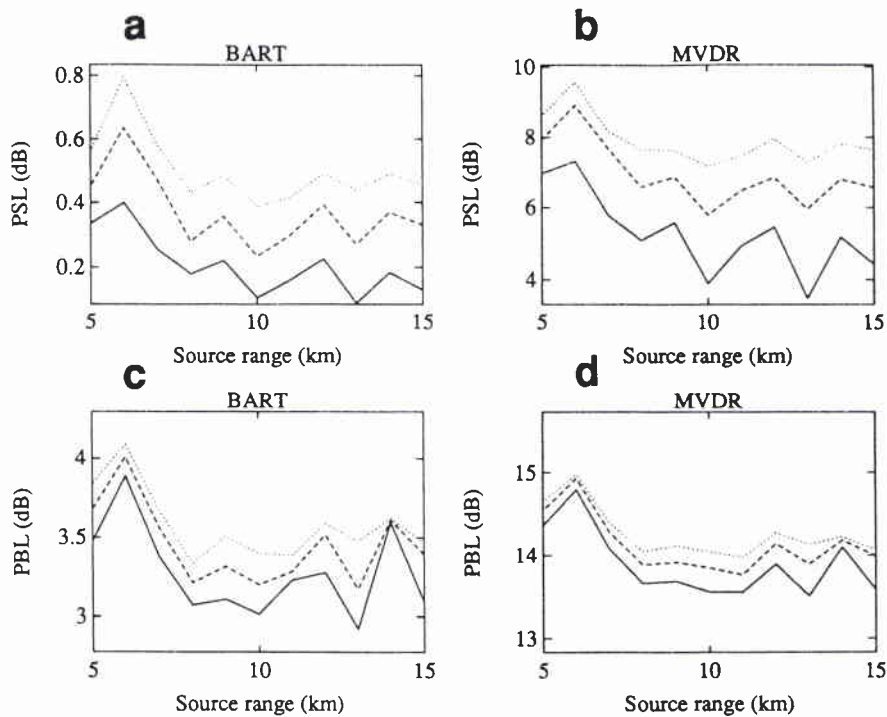 a
BART
PSL (dB)
0.8
0.6
0.4
0.2
5
10
15
Source range (km)
b
MVDR
PSL (dB)
10
8
6
4
5
10
15
Source range (km)
c
BART
PBL (dB)
4
3.5
3
5
10
15
Source range (km)
d
MVDR
PBL (dB)
15
14
13
5
10
15
Source range (km)